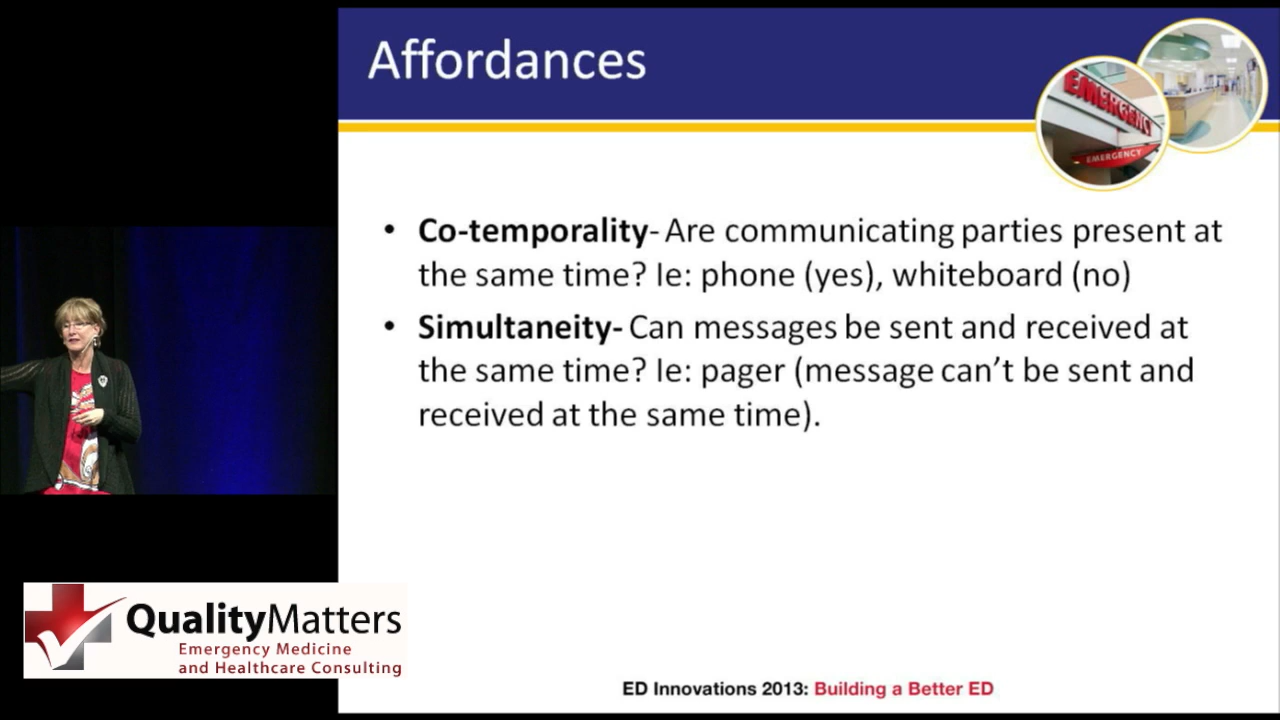 Affordances
EMERGENCY
EMERGENCY
• Co-temporality- Are communicating parties present at
the same time? Ie: phone (yes), whiteboard (no)
• Simultaneity- Can messages be sent and received at
the same time? Ie: pager (message can’t be sent and
received at the same time).
QualityMatters
Emergency Medicine
and Healthcare Consulting
ED Innovations 2013: Building a Better ED